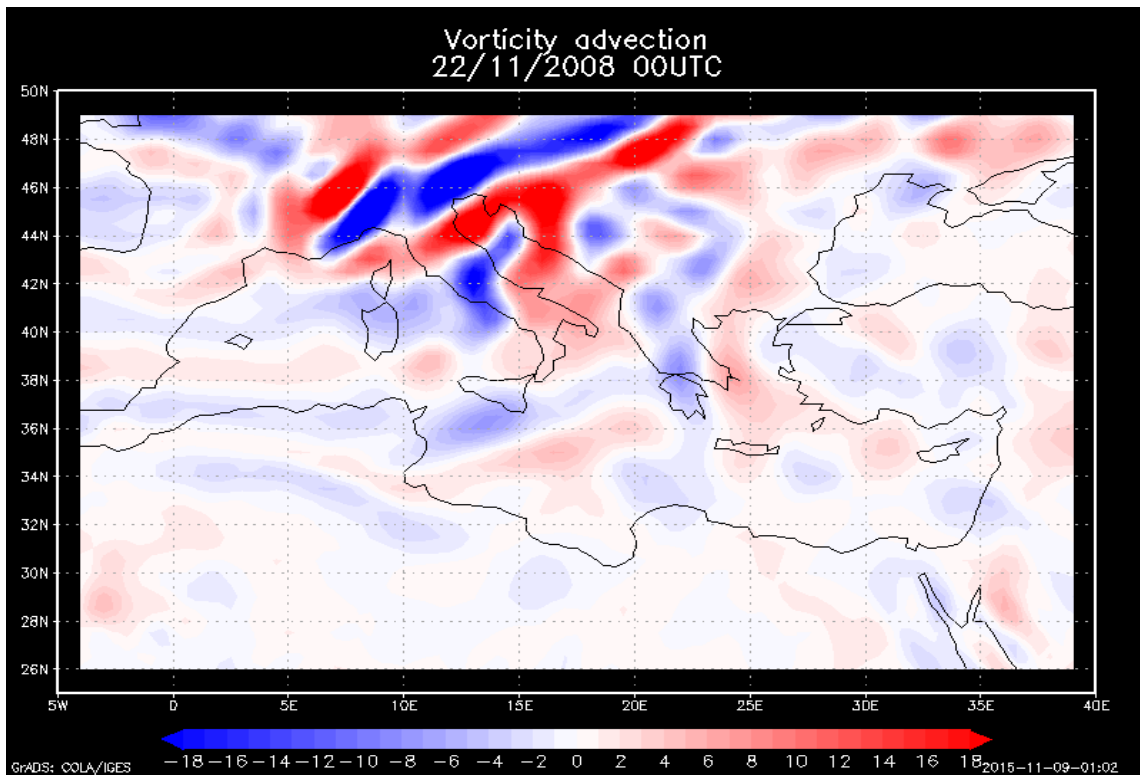 Vorticity advection
22/11/2008 00UTC
50N
48N
46N
44N
42N
40N
38N
36N
34N
32N
30N
28N
26N
5W 0 5E 10E 15E 20E 25E 30E 35E 40E
-18 -16 -14 -12 -10 -8 -6 -4 -2 0 2 4 6 8 10 12 14 16 18
GrADS: COLA/IGES 2015-11-09-01:02